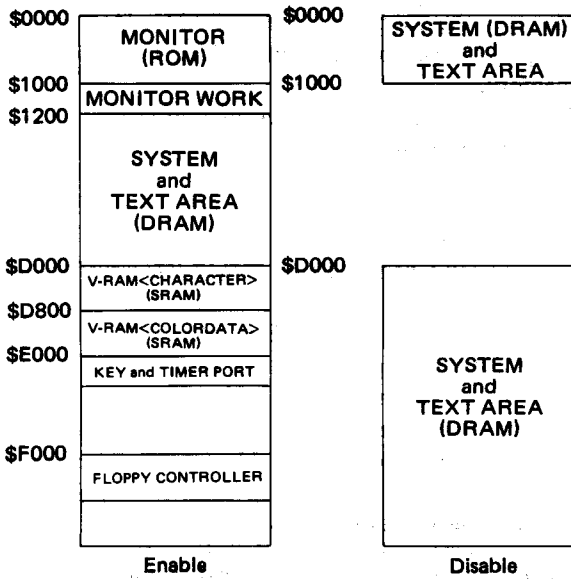 $0000
MONITOR
(ROM)
$1000
MONITOR WORK
$1200
SYSTEM
and
TEXT AREA
(DRAM)
$D000
V-RAM<CHARACTER>
(SRAM)
$D800
V-RAM<COLORDATA>
(SRAM)
$E000
KEY and TIMER PORT
$F000
FLOPPY CONTROLLER
Enable
$0000
SYSTEM (DRAM)
and
TEXT AREA
$1000
$D000
SYSTEM
and
TEXT AREA
(DRAM)
Disable